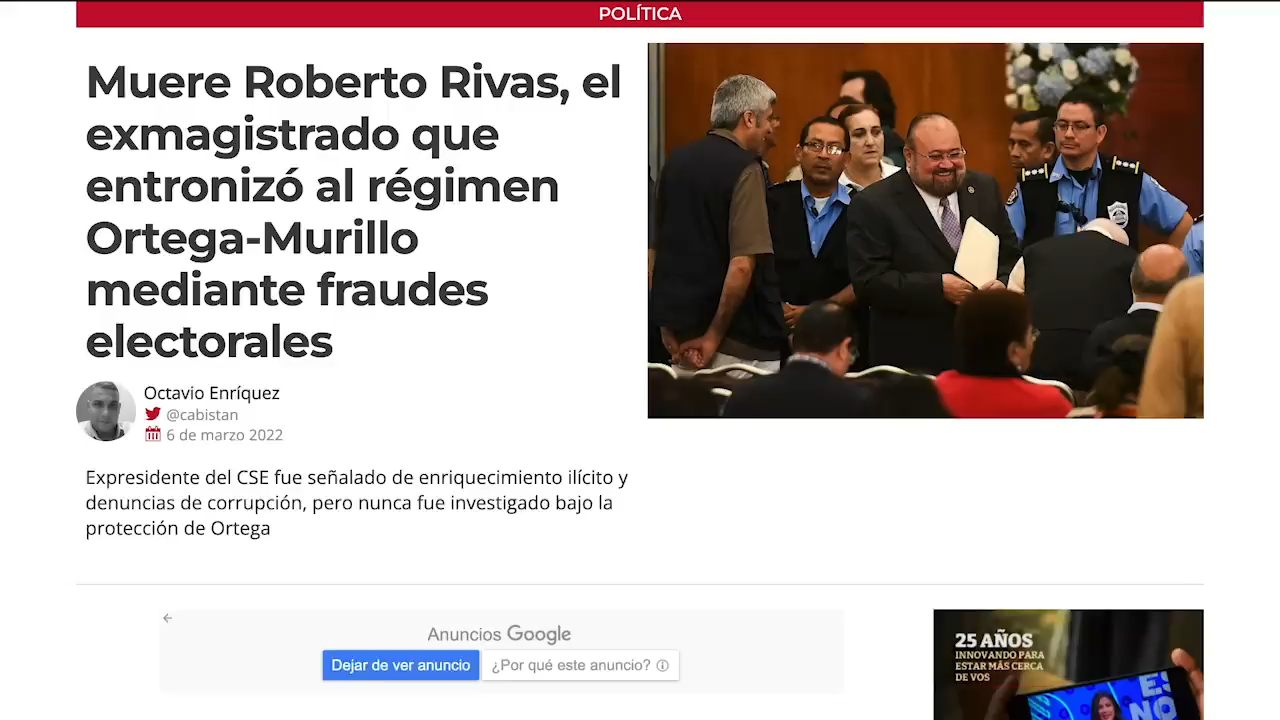 POLÍTICA
Muere Roberto Rivas, el
exmagistrado que
entronizó al régimen
Ortega-Murillo
mediante fraudes
electorales
Octavio Enríquez
@cabistan
6 de marzo 2022
Expresidente del CSE fue señalado de enriquecimiento ilícito y
denuncias de corrupción, pero nunca fue investigado bajo la
protección de Ortega
Anuncios Google
Dejar de ver anuncio
¿Por qué este anuncio?
25 AÑOS
INNOVANDO PARA
ESTAR MÁS CERCA
DE VOS